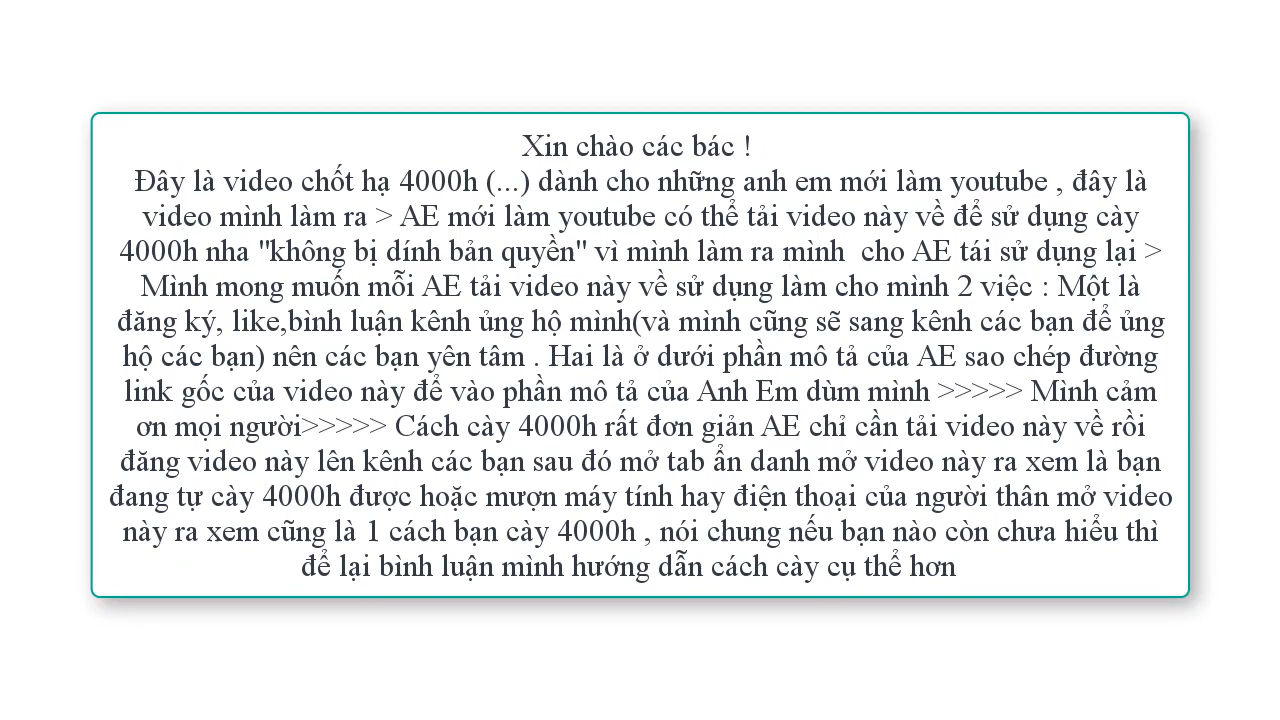 Xin chào các bác !
Đây là video chốt hạ 4000h (...) dành cho những anh em mới làm youtube , đây là
video mình làm ra > AE mới làm youtube có thể tải video này về để sử dụng cày
4000h nha "không bị dính bản quyền" vì mình làm ra mình  cho AE tái sử dụng lại >
Mình mong muốn mỗi AE tải video này về sử dụng làm cho mình 2 việc : Một là
đăng ký, like,bình luận kênh ủng hộ mình(và mình cũng sẽ sang kênh các bạn để ủng
hộ các bạn) nên các bạn yên tâm . Hai là ở dưới phần mô tả của AE sao chép đường
link gốc của video này để vào phần mô tả của Anh Em dùm mình >>>>> Mình cảm
ơn mọi người>>>>> Cách cày 4000h rất đơn giản AE chỉ cần tải video này về rồi
đăng video này lên kênh các bạn sau đó mở tab ẩn danh mở video này ra xem là bạn
đang tự cày 4000h được hoặc mượn máy tính hay điện thoại của người thân mở video
này ra xem cũng là 1 cách bạn cày 4000h , nói chung nếu bạn nào còn chưa hiểu thì
để lại bình luận mình hướng dẫn cách cày cụ thể hơn